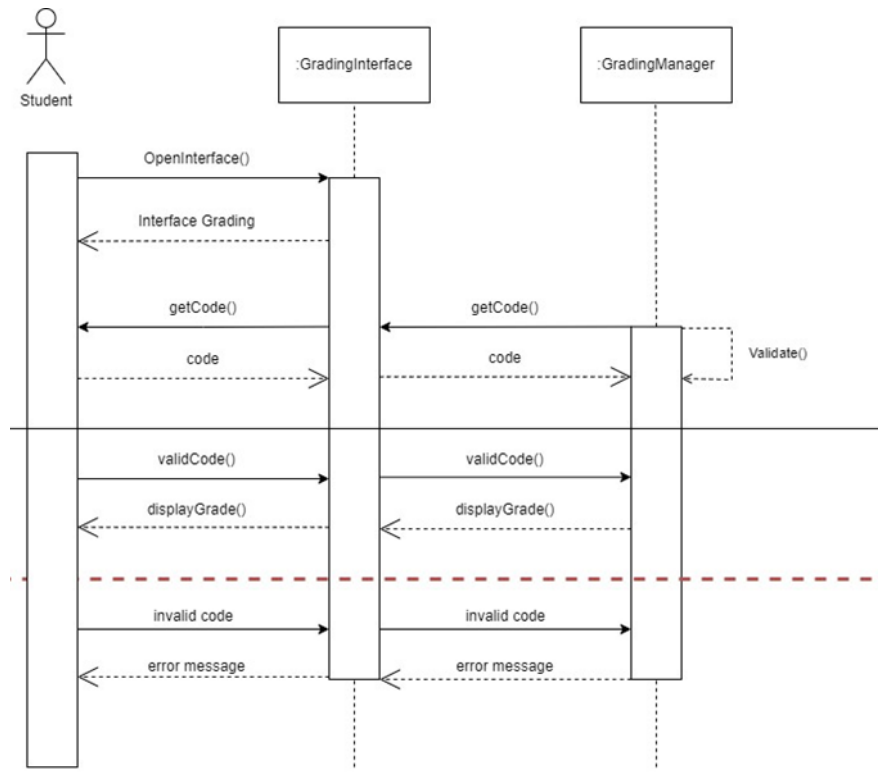 :GradingInterface
:GradingManager
Student
OpenInterface()
Interface Grading
getCode()
getCode()
Validate()
code
code
validCode()
validCode()
displayGrade()
displayGrade()
invalid code
invalid code
error message
error message